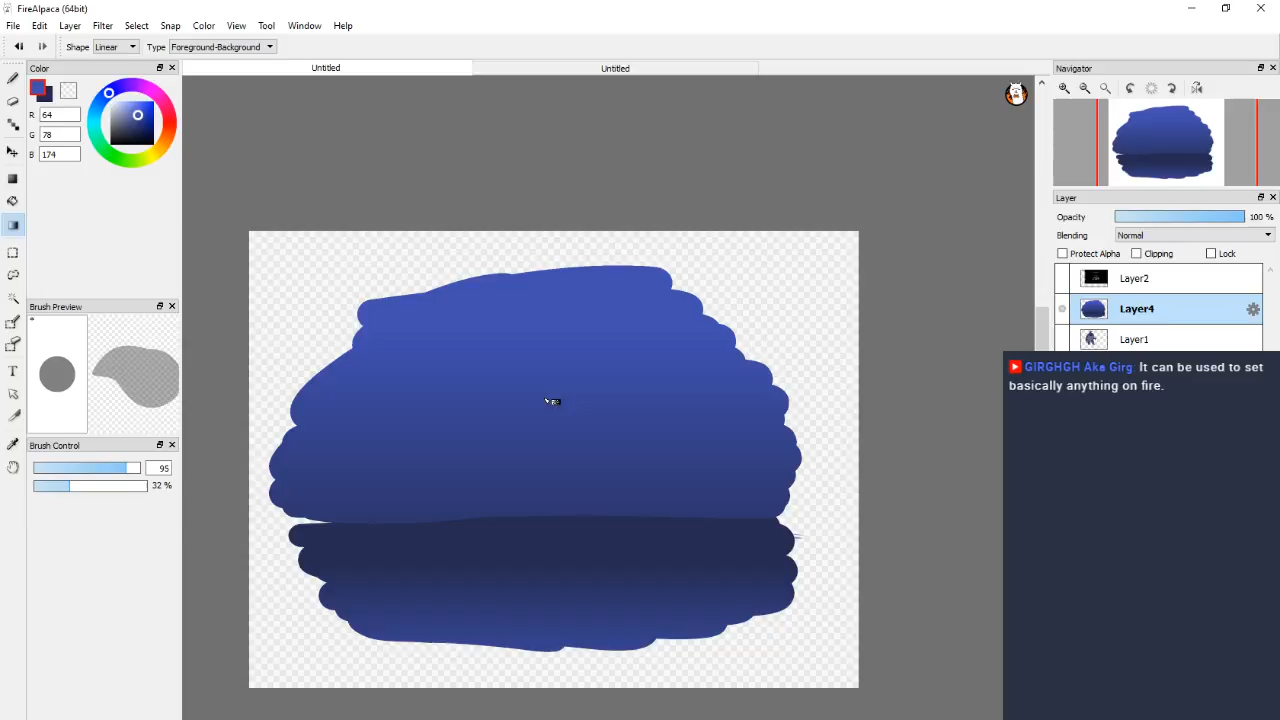 FireAlpaca (64bit)
File Edit Layer Filter Select Snap Color View Tool Window Help
Shape Linear Type Foreground-Background
Color
Untitled Untitled
Navigator
R 64
G 78
B 174
Layer
Opacity 100 %
Blending Normal
Protect Alpha Clipping Lock
Layer2
Layer4
Layer1
Brush Preview
Brush Control
95
32 %
GIRGHGH Aka Girg: It can be used to set
basically anything on fire.